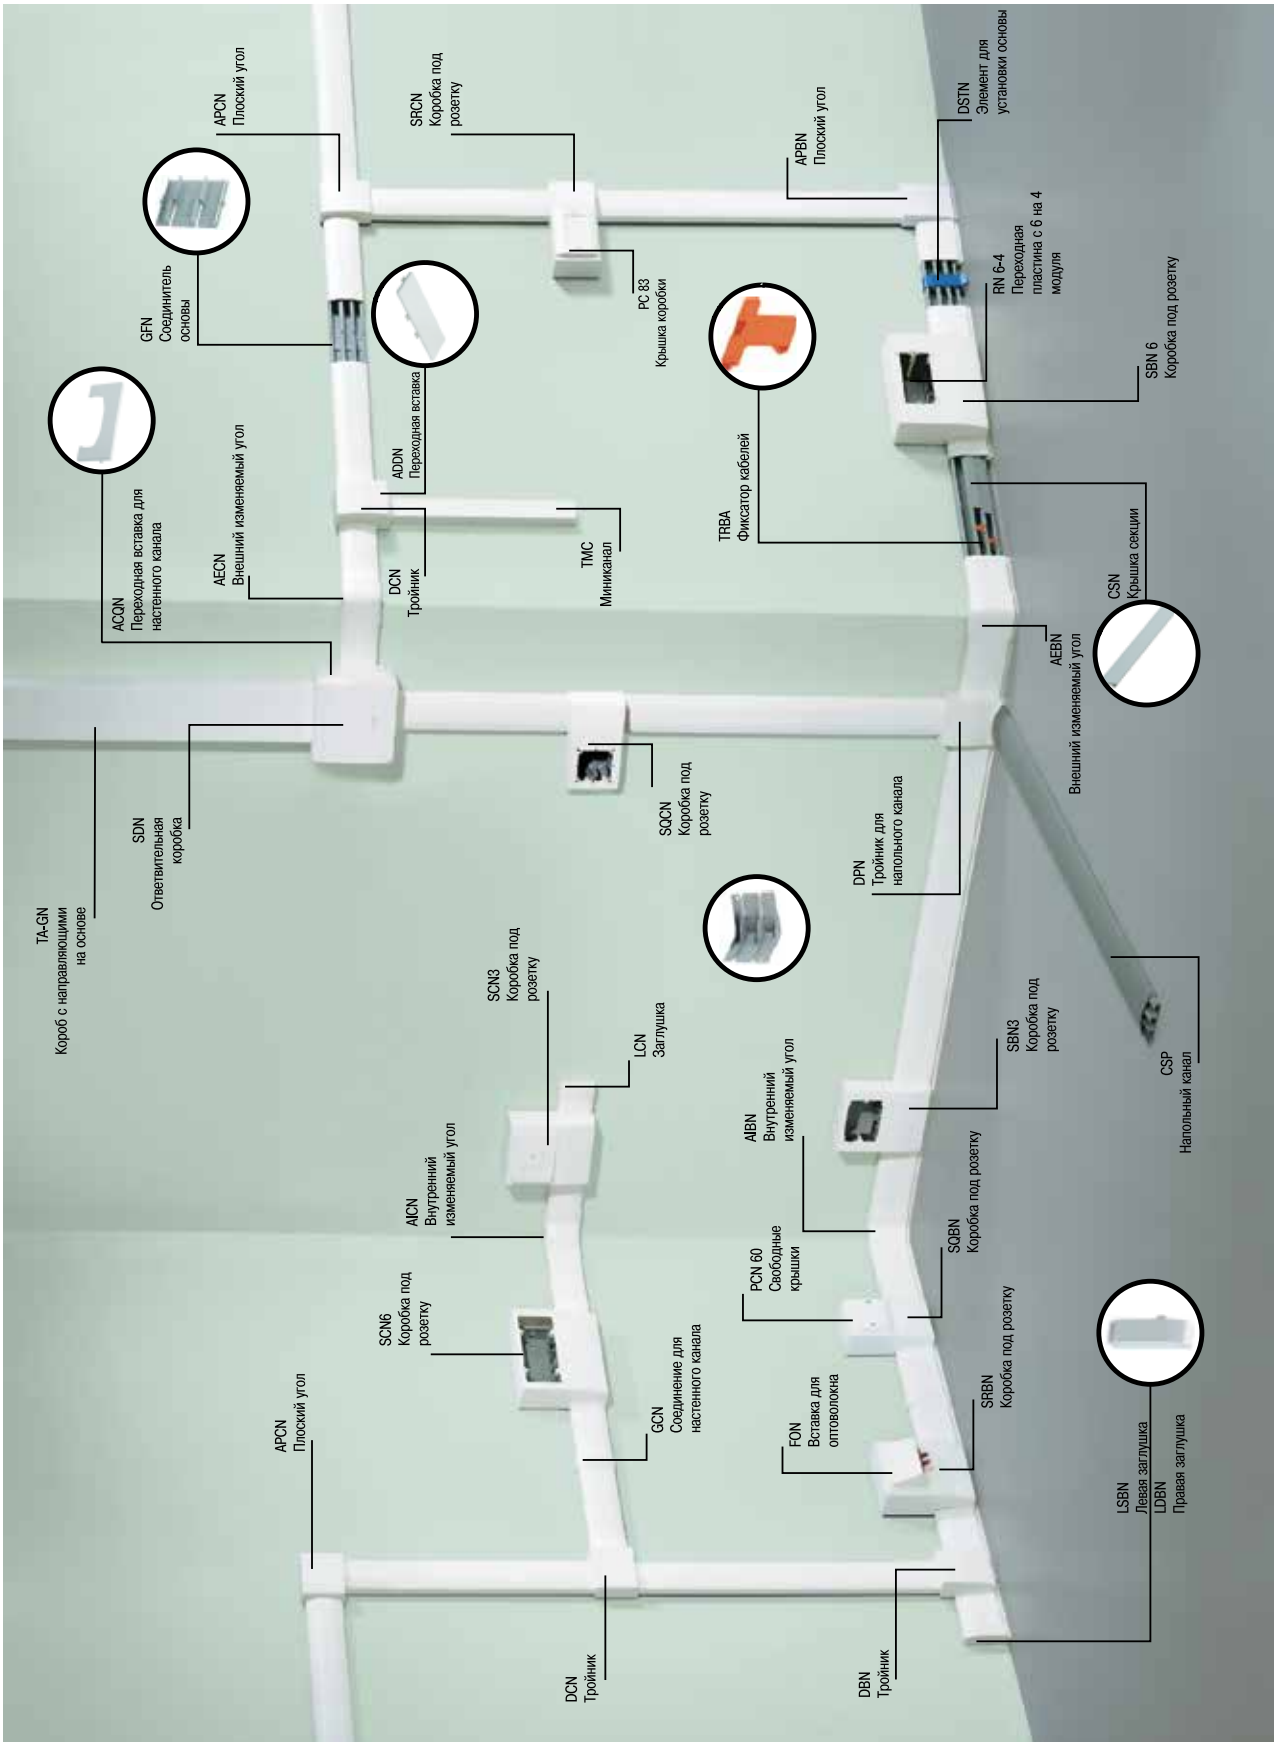 TA-GN
Короб с направляющими
на основе
SDN
Ответвительная
коробка
ACQN
Переходная вставка для
настенного канала
GFN
Соединитель
основы
APCN
Плоский угол
AECN
Внешний изменяемый угол
ADDN
Переходная вставка
DCN
Тройник
SRCN
Коробка под
розетку
APCN
Плоский угол
SCN6
Коробка под
розетку
AICN
Внутренний
изменяемый угол
SCN3
Коробка под
розетку
LCN
Заглушка
TMC
Миниканал
PC 83
Крышка коробки
DCN
Тройник
GCN
Соединение для
настенного канала
SQCN
Коробка под
розетку
TRBA
Фиксатор кабелей
APBN
Плоский угол
FON
Вставка для
оптоволокна
PCN 60
Свободные
крышки
AIBN
Внутренний
изменяемый угол
DPN
Тройник для
напольного канала
DBN
Тройник
SRBN
Коробка под розетку
SQBN
Коробка под розетку
SBN3
Коробка под
розетку
AEBN
Внешний изменяемый угол
RN 6-4
Переходная
пластина с 6 на 4
модуля
DSTN
Элемент для
установки основы
LSBN
Левая заглушка
LDBN
Правая заглушка
CSP
Напольный канал
CSN
Крышка секции
SBN 6
Коробка под розетку